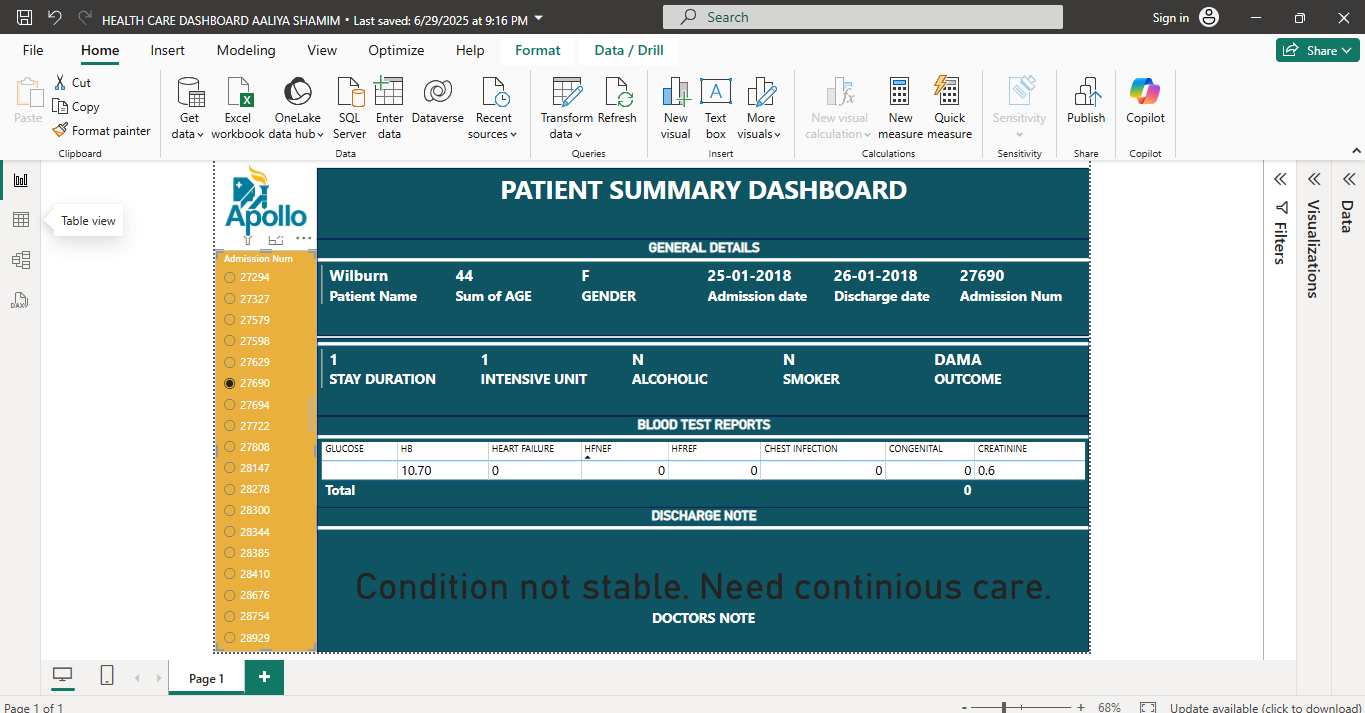 HEALTH CARE DASHBOARD AALIYA SHAMIM • Last saved: 6/29/2025 at 9:16 PM
Search
Sign in
File Home Insert Modeling View Optimize Help Format Data / Drill
Share
Paste
Cut
Copy
Format painter
Clipboard
Get data
Excel workbook
OneLake data hub
SQL Server
Enter data
Dataverse
Recent sources
Data
Transform data
Refresh
Queries
New visual
Text box
More visuals
Insert
New visual calculation
New measure
Quick measure
Calculations
Sensitivity
Sensitivity
Publish
Share
Copilot
Copilot
Table view
DAX
Apollo
Admission Num
27294
27327
27579
27598
27629
27690
27694
27722
27808
28147
28278
28300
28344
28385
28410
28676
28754
28929
PATIENT SUMMARY DASHBOARD
GENERAL DETAILS
Wilburn 44 F 25-01-2018 26-01-2018 27690
Patient Name Sum of AGE GENDER Admission date Discharge date Admission Num
1 1 N N DAMA
STAY DURATION INTENSIVE UNIT ALCOHOLIC SMOKER OUTCOME
BLOOD TEST REPORTS
GLUCOSE HB HEART FAILURE HFNEF HFREF CHEST INFECTION CONGENITAL CREATININE
10.70 0 0 0 0 0 0.6
Total 0
DISCHARGE NOTE
Condition not stable. Need continious care.
DOCTORS NOTE
Filters
Visualizations
Data
Page 1
+
Page 1 of 1
- + 68% Update available (click to download)